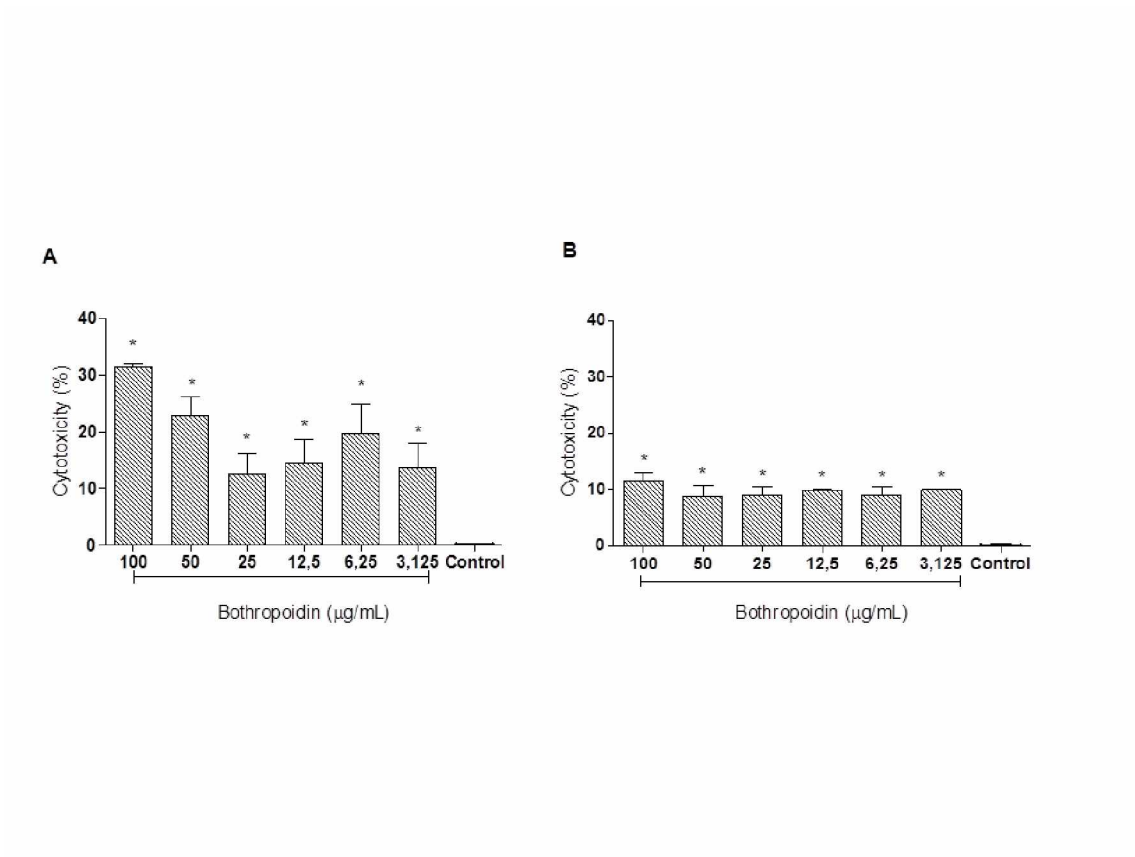 A
B
Cytotoxicity (%)
40
30
20
10
0
* * * * * *
100 50 25 12,5 6,25 3,125 Control
Bothropoidin (μg/mL)
Cytotoxicity (%)
40
30
20
10
0
* * * * * *
100 50 25 12,5 6,25 3,125 Control
Bothropoidin (μg/mL)